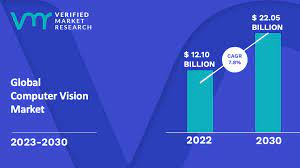 vmr
VERIFIED
MARKET
RESEARCH
Global
Computer Vision
Market
2023-2030
$ 12.10
BILLION
CAGR
7.8%
$ 22.05
BILLION
2022
2030